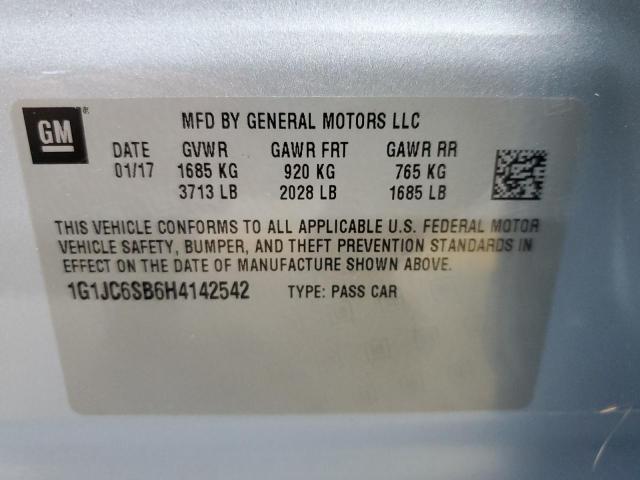 GM
MFD BY GENERAL MOTORS LLC
DATE GVWR GAWR FRT GAWR RR
01/17 1685 KG 920 KG 765 KG
3713 LB 2028 LB 1685 LB
THIS VEHICLE CONFORMS TO ALL APPLICABLE U.S. FEDERAL MOTOR
VEHICLE SAFETY, BUMPER, AND THEFT PREVENTION STANDARDS IN
EFFECT ON THE DATE OF MANUFACTURE SHOWN ABOVE.
1G1JC6SB6H4142542 TYPE: PASS CAR